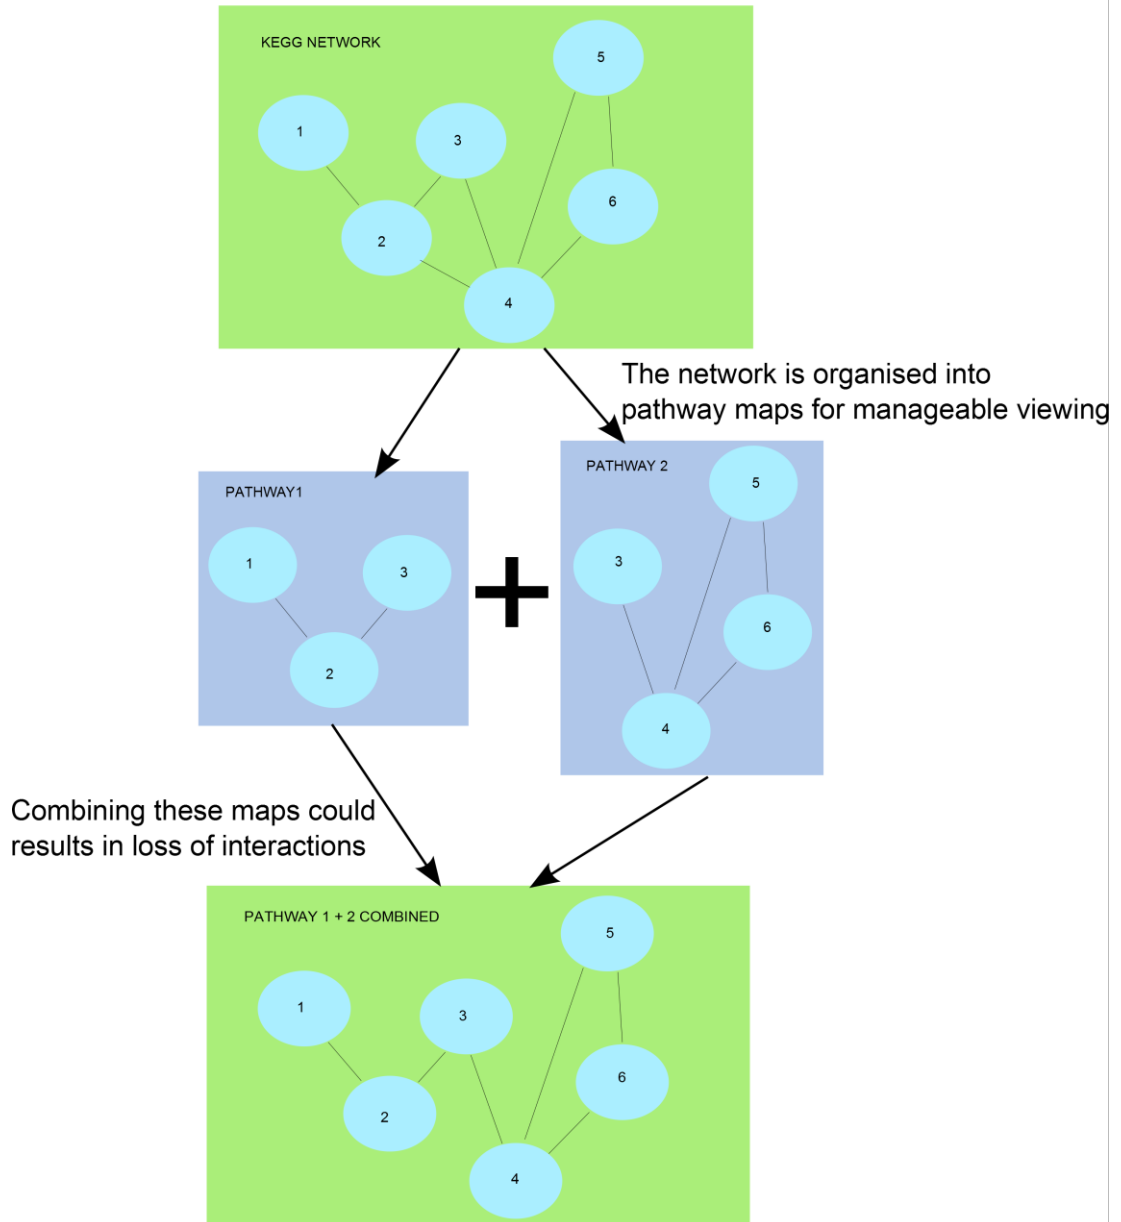 KEGG NETWORK
5
1
3
6
2
4
The network is organised into
pathway maps for manageable viewing
PATHWAY1
1
3
2
PATHWAY 2
5
3
6
4
Combining these maps could
results in loss of interactions
PATHWAY 1 + 2 COMBINED
5
1
3
6
2
4